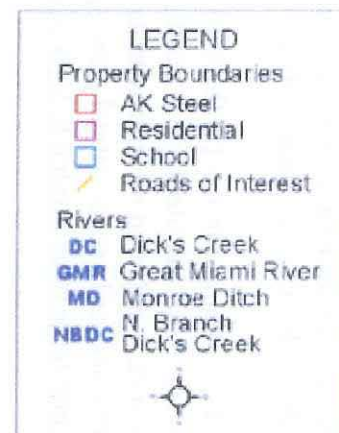 LEGEND
Property Boundaries
AK Steel
Residential
School
Roads of Interest
Rivers
DC Dick's Creek
GMR Great Miami River
MD Monroe Ditch
NBDC N. Branch
Dick's Creek